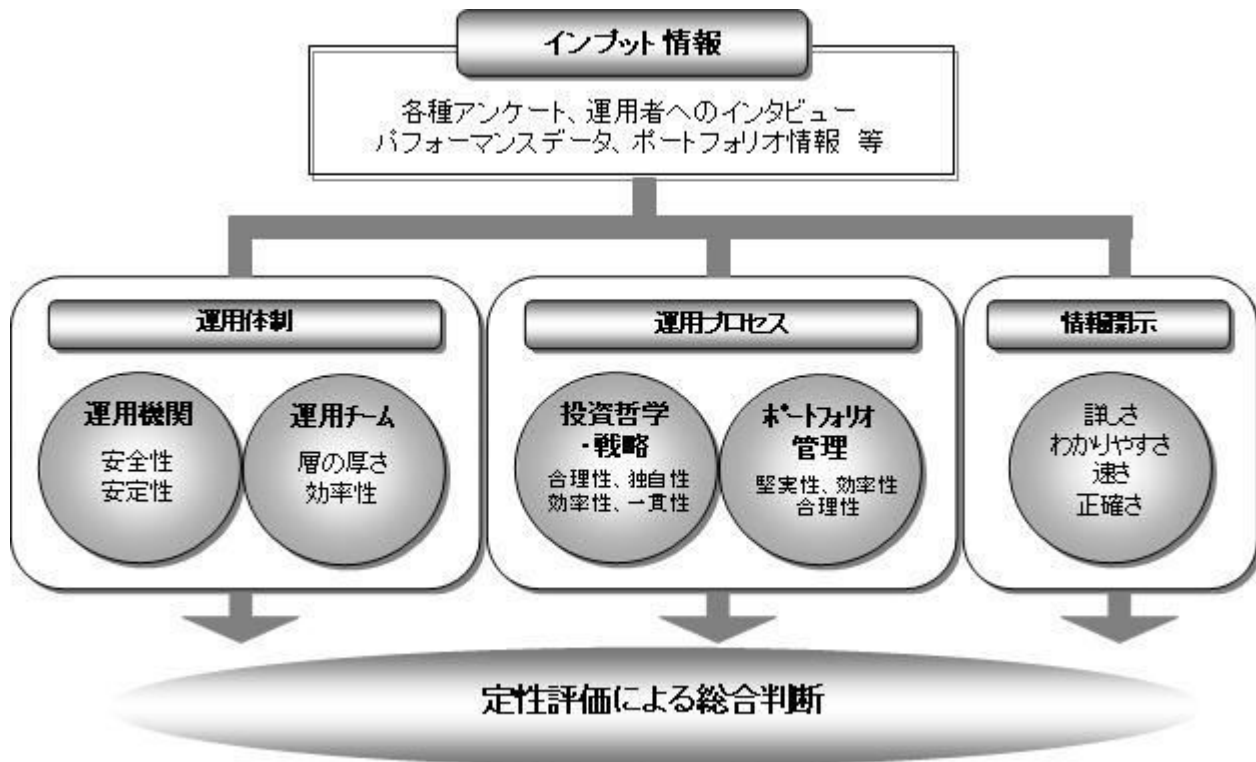 インプット情報
各種アンケート、運用者へのインタビュー
パフォーマンスデータ、ポートフォリオ情報 等
運用体制
運用機関
安全性
安定性
運用チーム
層の厚さ
効率性
運用プロセス
投資哲学
・戦略
合理性、独自性
効率性、一貫性
ポートフォリオ
管理
堅実性、効率性
合理性
情報開示
詳しさ
わかりやすさ
速さ
正確さ
定性評価による総合判断